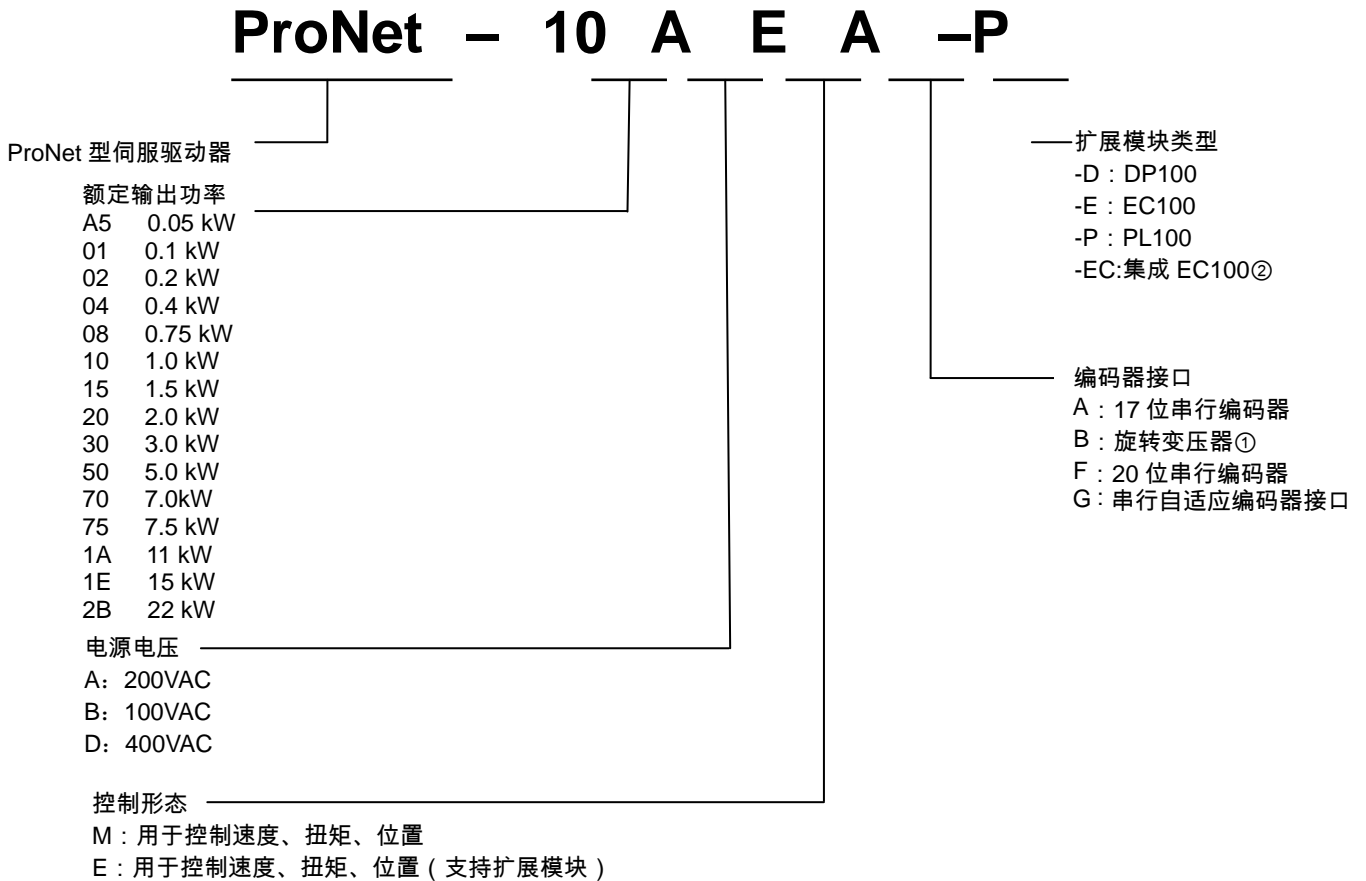 ProNet – 10 A E A –P
ProNet 型伺服驱动器
额定输出功率
A5 0.05 kW
01 0.1 kW
02 0.2 kW
04 0.4 kW
08 0.75 kW
10 1.0 kW
15 1.5 kW
20 2.0 kW
30 3.0 kW
50 5.0 kW
70 7.0kW
75 7.5 kW
1A 11 kW
1E 15 kW
2B 22 kW
电源电压
A：200VAC
B：100VAC
D：400VAC
控制形态
M：用于控制速度、扭矩、位置
E：用于控制速度、扭矩、位置（支持扩展模块）
扩展模块类型
-D：DP100
-E：EC100
-P：PL100
-EC:集成 EC100②
编码器接口
A：17 位串行编码器
B：旋转变压器①
F：20 位串行编码器
G：串行自适应编码器接口